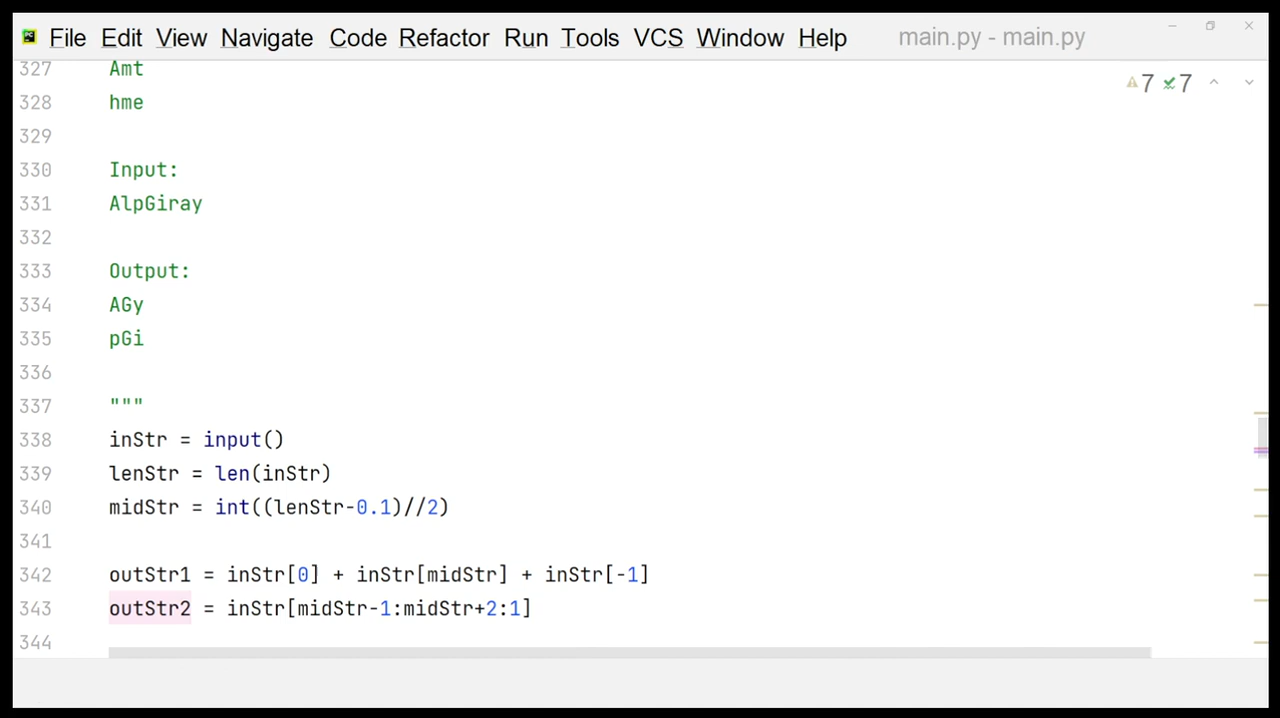 File Edit View Navigate Code Refactor Run Tools VCS Window Help main.py - main.py
7 7
327 Amt
328 hme
329
330 Input:
331 AlpGiray
332
333 Output:
334 AGy
335 pGi
336
337 """
338 inStr = input()
339 lenStr = len(inStr)
340 midStr = int((lenStr-0.1)//2)
341
342 outStr1 = inStr[0] + inStr[midStr] + inStr[-1]
343 outStr2 = inStr[midStr-1:midStr+2:1]
344